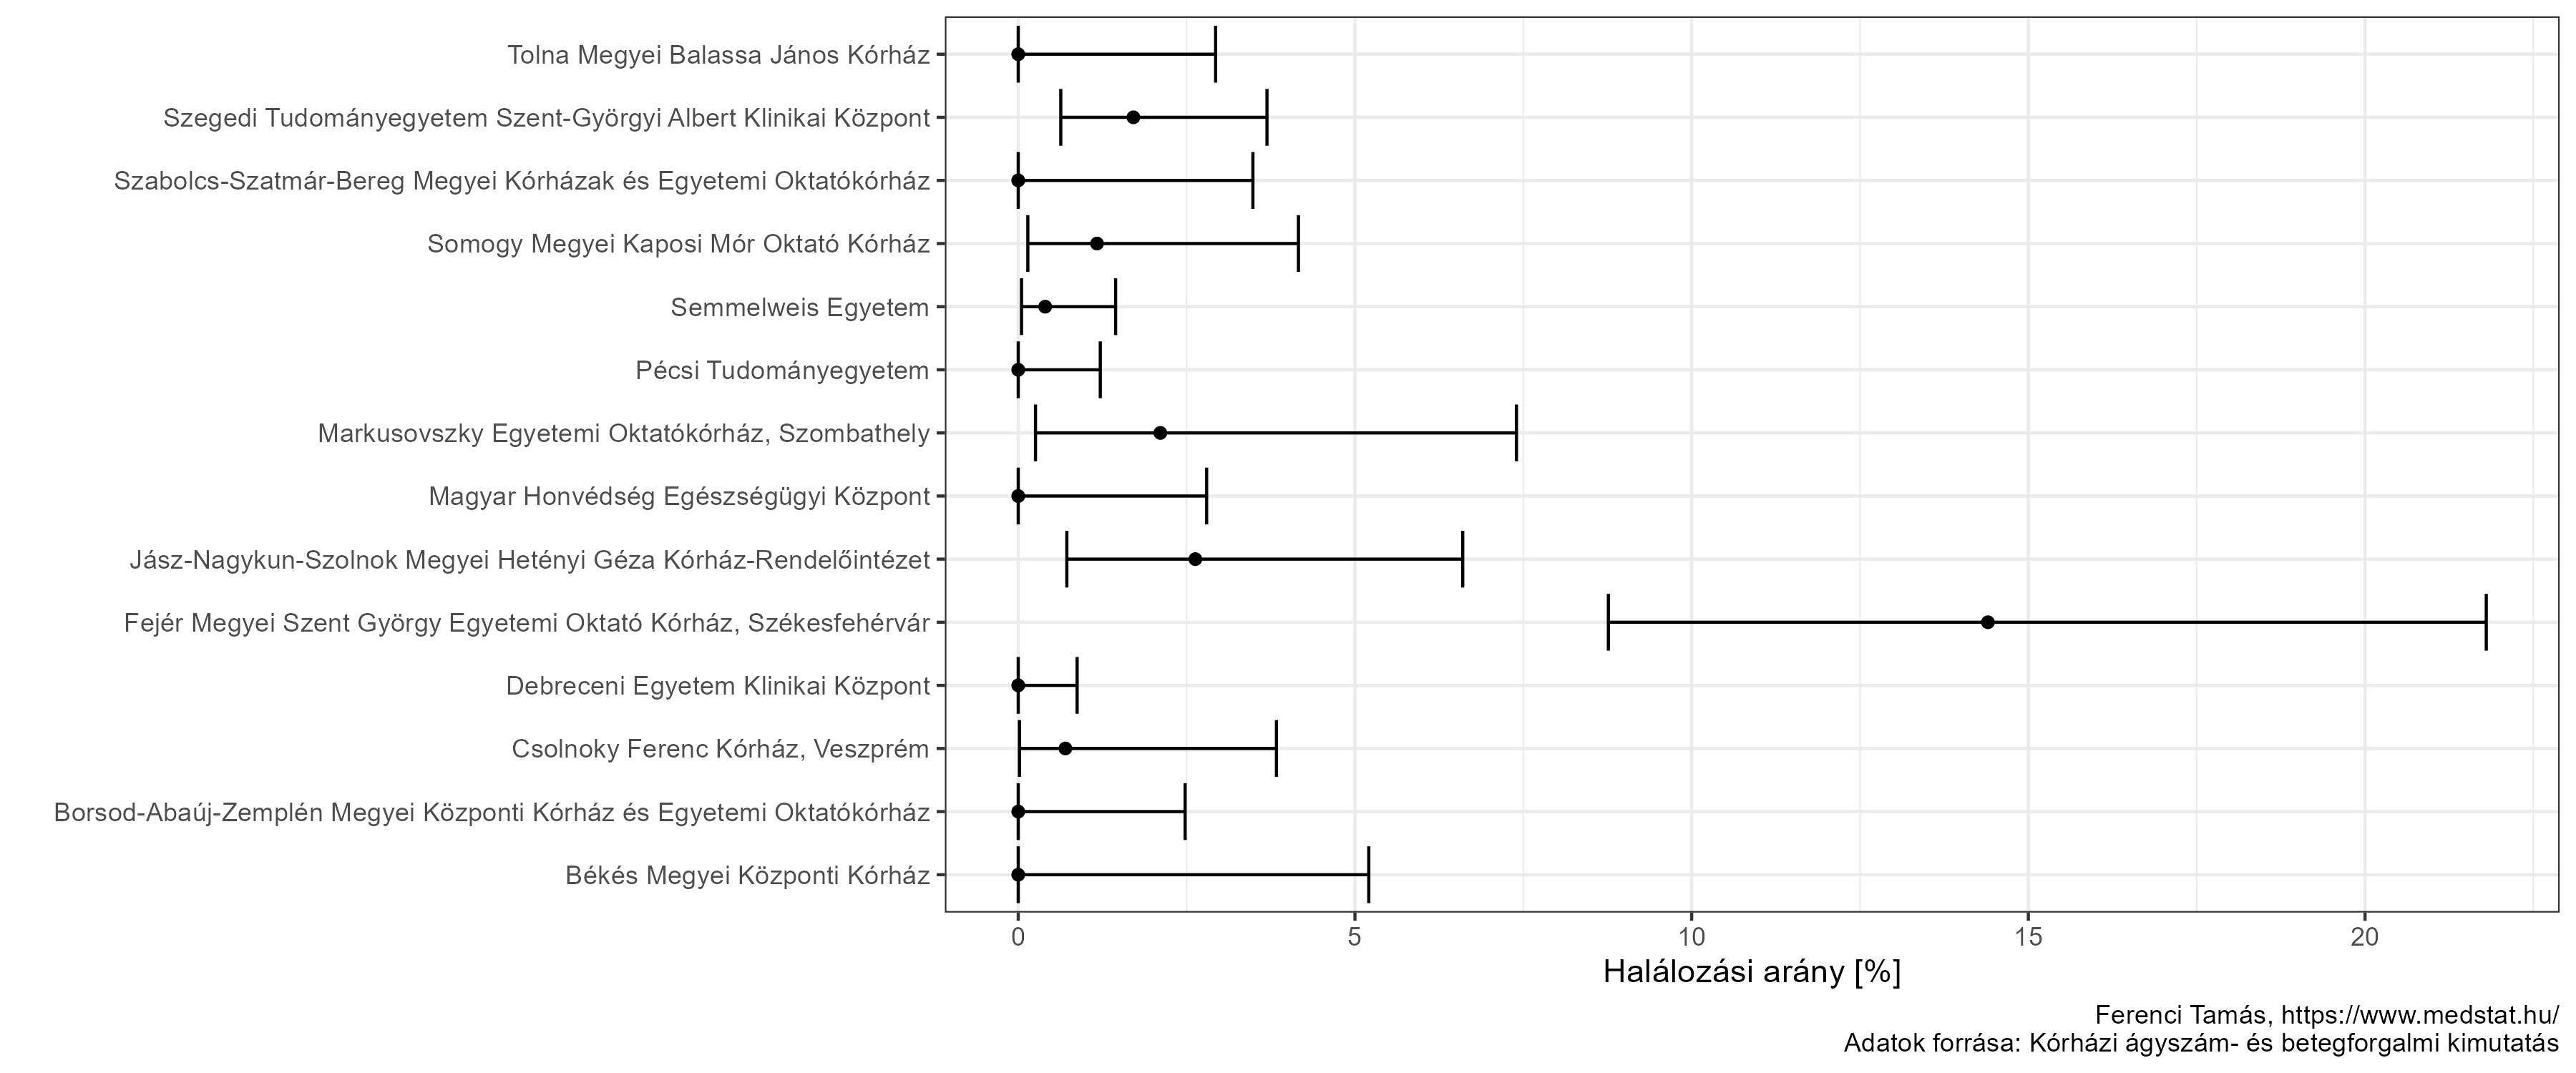 Tolna Megyei Balassa János Kórház
Szegedi Tudományegyetem Szent-Györgyi Albert Klinikai Központ
Szabolcs-Szatmár-Bereg Megyei Kórházak és Egyetemi Oktatókórház
Somogy Megyei Kaposi Mór Oktató Kórház
Semmelweis Egyetem
Pécsi Tudományegyetem
Markusovszky Egyetemi Oktatókórház, Szombathely
Magyar Honvédség Egészségügyi Központ
Jász-Nagykun-Szolnok Megyei Hetényi Géza Kórház-Rendelőintézet
Fejér Megyei Szent György Egyetemi Oktató Kórház, Székesfehérvár
Debreceni Egyetem Klinikai Központ
Csolnoky Ferenc Kórház, Veszprém
Borsod-Abaúj-Zemplén Megyei Központi Kórház és Egyetemi Oktatókórház
Békés Megyei Központi Kórház
0 5 10 15 20
Halálozási arány [%]
Ferenci Tamás, https://www.medstat.hu/
Adatok forrása: Kórházi ágyszám- és betegforgalmi kimutatás